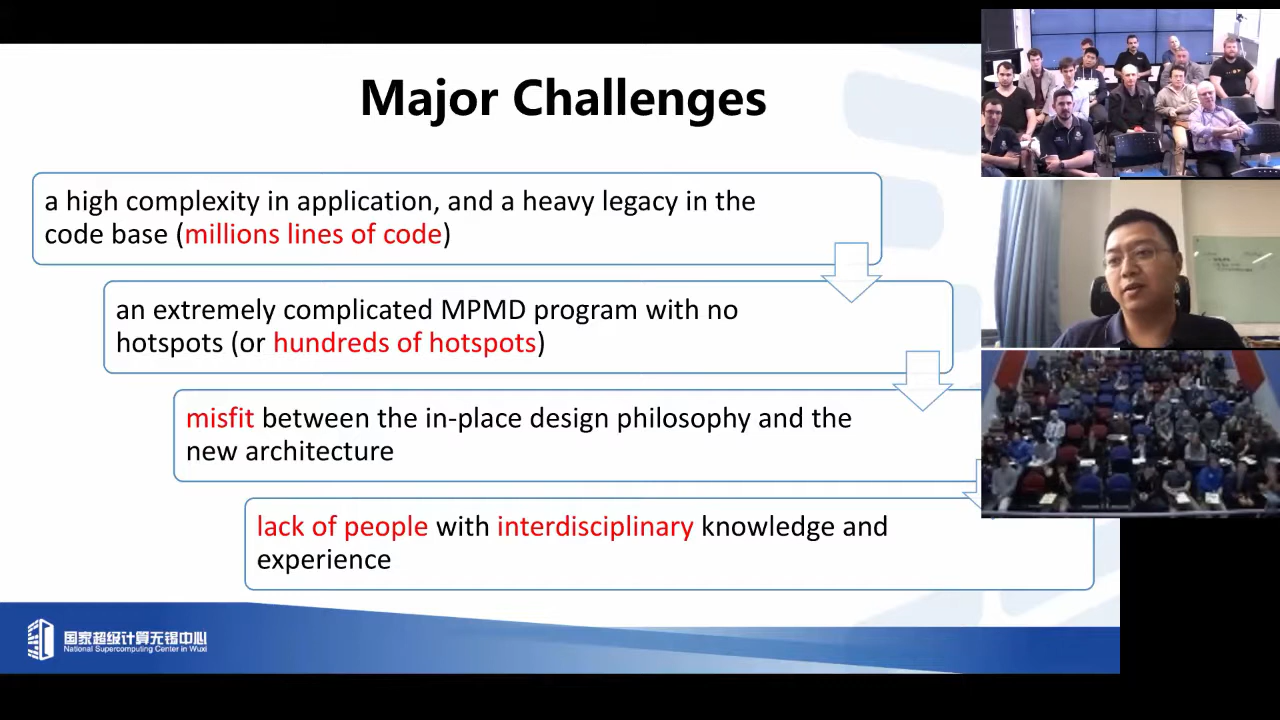 Major Challenges
a high complexity in application, and a heavy legacy in the
code base (millions lines of code)
an extremely complicated MPMD program with no
hotspots (or hundreds of hotspots)
misfit between the in-place design philosophy and the
new architecture
lack of people with interdisciplinary knowledge and
experience
国家超级计算无锡中心
National Supercomputing Center in Wuxi